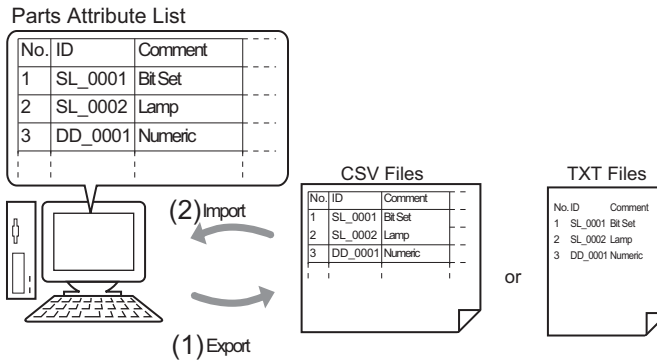 Parts Attribute List
No. ID Comment
1 SL_0001 Bit Set
2 SL_0002 Lamp
3 DD_0001 Numeric
(2) Import
(1) Export
CSV Files
No. ID Comment
1 SL_0001 Bit Set
2 SL_0002 Lamp
3 DD_0001 Numeric
or
TXT Files
No. ID Comment
1 SL_0001 Bit Set
2 SL_0002 Lamp
3 DD_0001 Numeric